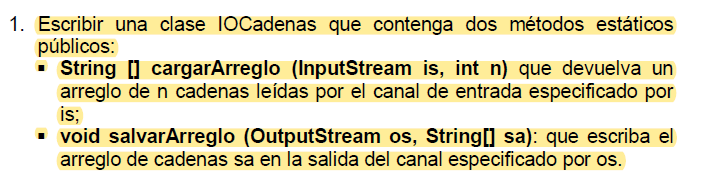 1. Escribir una clase IOCadenas que contenga dos métodos estáticos
públicos:
▪ String [] cargarArreglo (InputStream is, int n) que devuelva un
arreglo de n cadenas leídas por el canal de entrada especificado por
is;
▪ void salvarArreglo (OutputStream os, String[] sa): que escriba el
arreglo de cadenas sa en la salida del canal especificado por os.